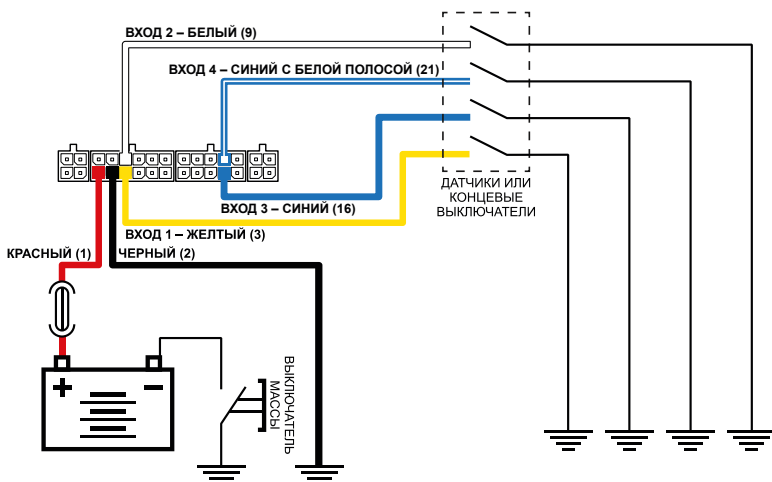 ВХОД 2 – БЕЛЫЙ (9)
ВХОД 4 – СИНИЙ С БЕЛОЙ ПОЛОСОЙ (21)
ДАТЧИКИ ИЛИ
КОНЦЕВЫЕ
ВЫКЛЮЧАТЕЛИ
ВХОД 3 – СИНИЙ (16)
ВХОД 1 – ЖЕЛТЫЙ (3)
КРАСНЫЙ (1)
ЧЕРНЫЙ (2)
+
–
ВЫКЛЮЧАТЕЛЬ
МАССЫ